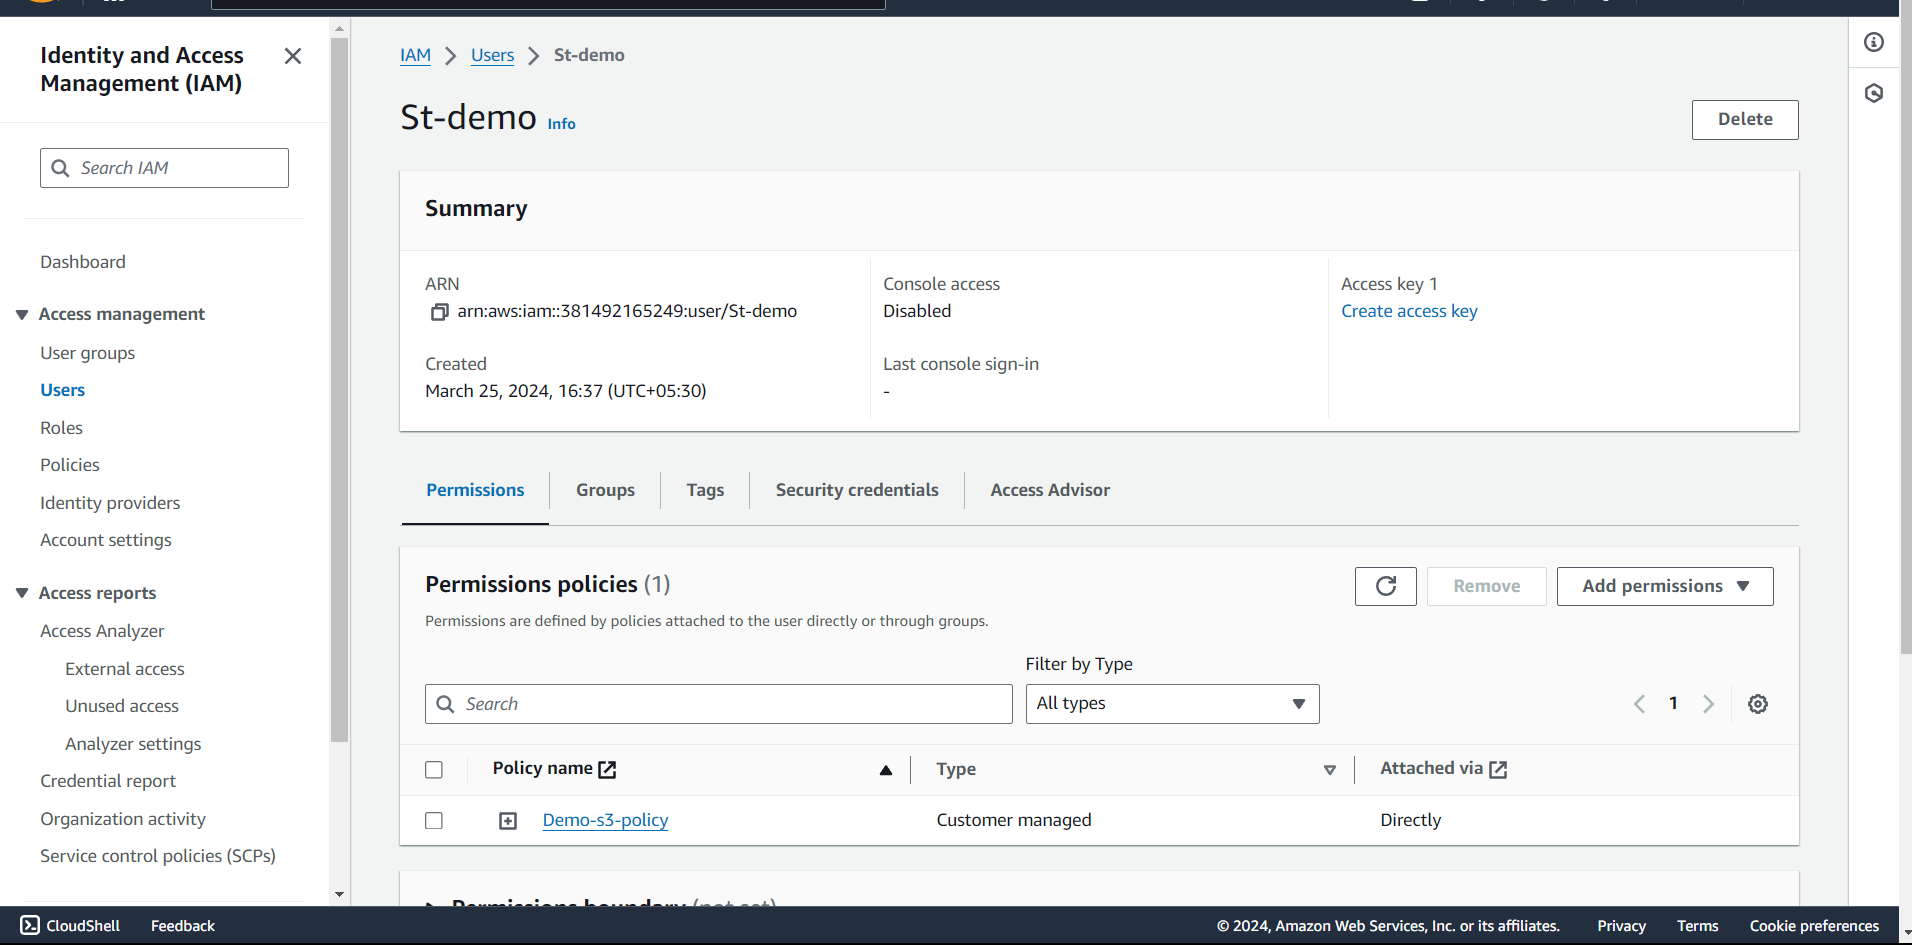 Identity and Access
Management (IAM)
Search IAM
Dashboard
Access management
User groups
Users
Roles
Policies
Identity providers
Account settings
Access reports
Access Analyzer
External access
Unused access
Analyzer settings
Credential report
Organization activity
Service control policies (SCPs)
IAM Users St-demo
St-demo Info
Delete
Summary
ARN
arn:aws:iam::381492165249:user/St-demo
Created
March 25, 2024, 16:37 (UTC+05:30)
Console access
Disabled
Last console sign-in
-
Access key 1
Create access key
Permissions Groups Tags Security credentials Access Advisor
Permissions policies (1)
Remove Add permissions
Permissions are defined by policies attached to the user directly or through groups.
Filter by Type
Search All types 1
Policy name Type Attached via
Demo-s3-policy Customer managed Directly
Permissions boundary (not set)
CloudShell Feedback © 2024, Amazon Web Services, Inc. or its affiliates. Privacy Terms Cookie preferences